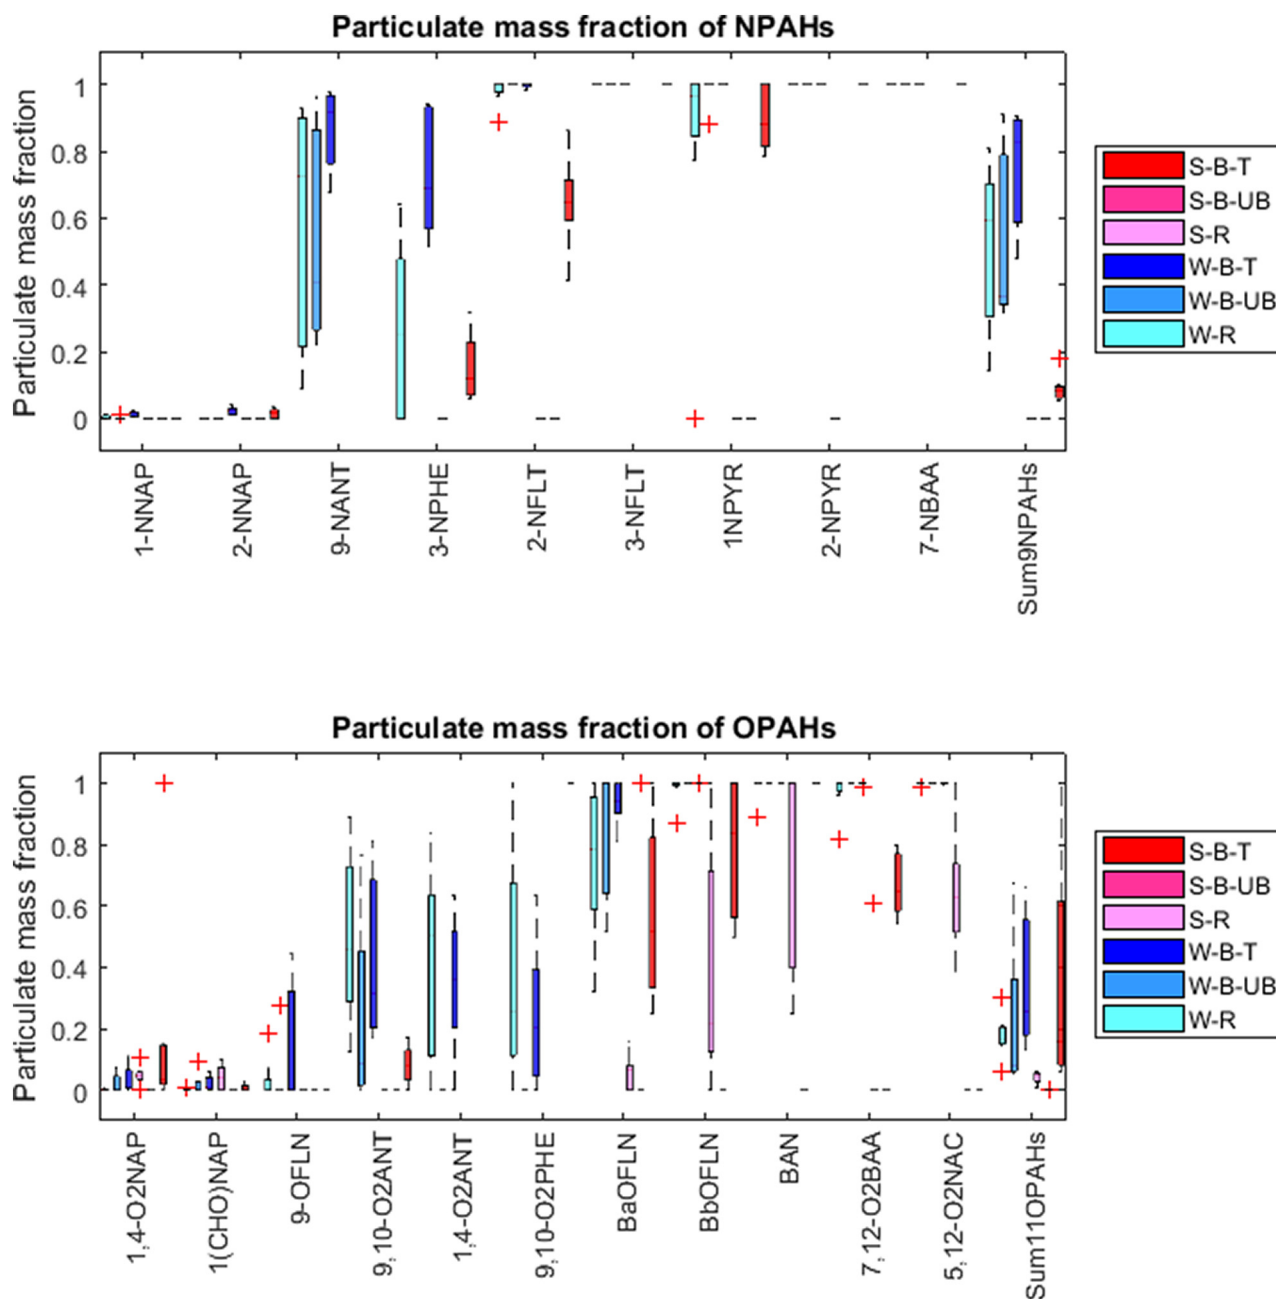 Particulate mass fraction of NPAHs
Particulate mass fraction
1
0.8
0.6
0.4
0.2
0
1-NNAP
2-NNAP
9-NANT
3-NPHE
2-NFLT
3-NFLT
1NPYR
2-NPYR
7-NBAA
Sum9NPAHs
S-B-T
S-B-UB
S-R
W-B-T
W-B-UB
W-R
Particulate mass fraction of OPAHs
Particulate mass fraction
1
0.8
0.6
0.4
0.2
0
1,4-O2NAP
1(CHO)NAP
9-OFLN
9,10-O2ANT
1,4-O2ANT
9,10-O2PHE
BaOFLN
BbOFLN
BAN
7,12-O2BAA
5,12-O2NAC
Sum11OPAHs
S-B-T
S-B-UB
S-R
W-B-T
W-B-UB
W-R